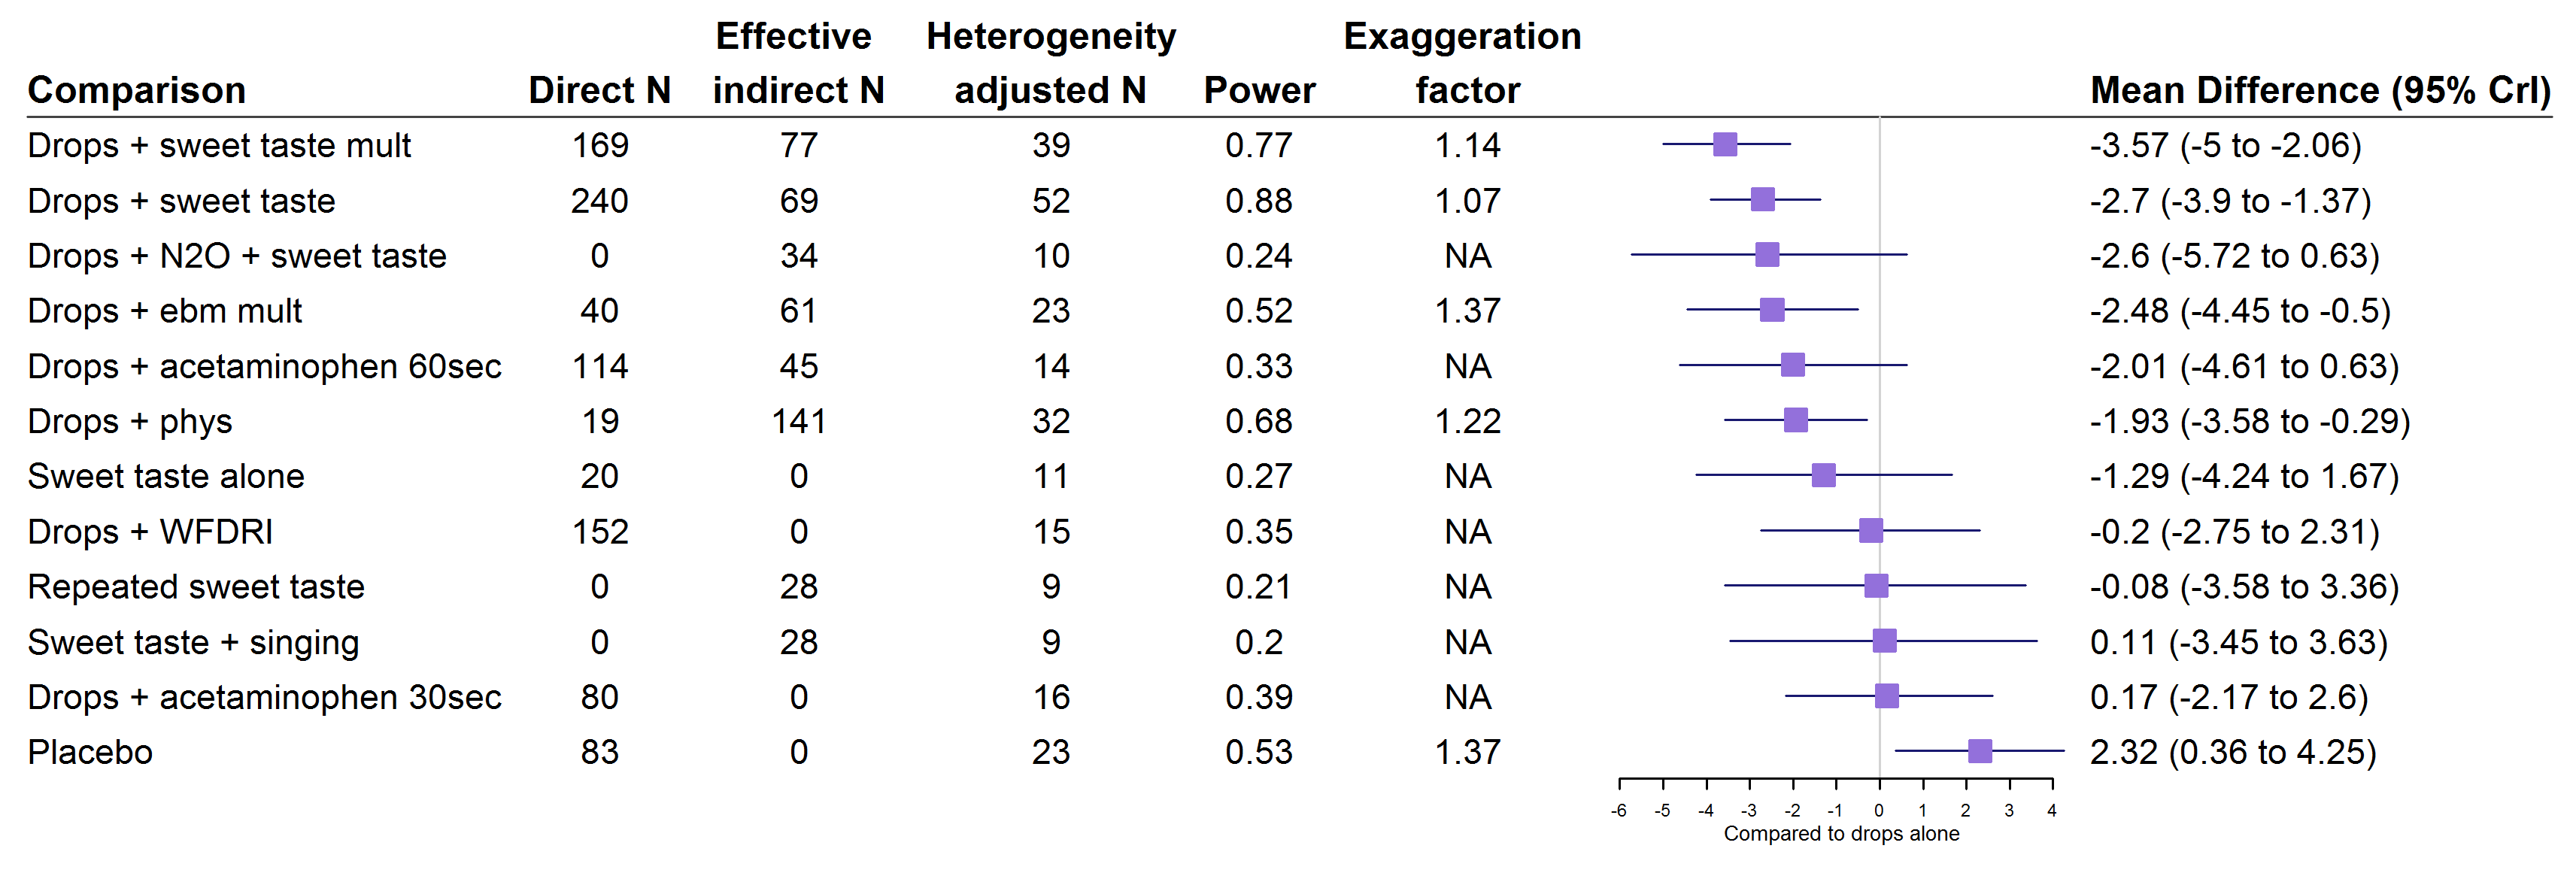 Effective Heterogeneity Exaggeration
Comparison Direct N indirect N adjusted N Power factor Mean Difference (95% CrI)
Drops + sweet taste mult 169 77 39 0.77 1.14 -3.57 (-5 to -2.06)
Drops + sweet taste 240 69 52 0.88 1.07 -2.7 (-3.9 to -1.37)
Drops + N2O + sweet taste 0 34 10 0.24 NA -2.6 (-5.72 to 0.63)
Drops + ebm mult 40 61 23 0.52 1.37 -2.48 (-4.45 to -0.5)
Drops + acetaminophen 60sec 114 45 14 0.33 NA -2.01 (-4.61 to 0.63)
Drops + phys 19 141 32 0.68 1.22 -1.93 (-3.58 to -0.29)
Sweet taste alone 20 0 11 0.27 NA -1.29 (-4.24 to 1.67)
Drops + WFDRI 152 0 15 0.35 NA -0.2 (-2.75 to 2.31)
Repeated sweet taste 0 28 9 0.21 NA -0.08 (-3.58 to 3.36)
Sweet taste + singing 0 28 9 0.2 NA 0.11 (-3.45 to 3.63)
Drops + acetaminophen 30sec 80 0 16 0.39 NA 0.17 (-2.17 to 2.6)
Placebo 83 0 23 0.53 1.37 2.32 (0.36 to 4.25)
-6 -5 -4 -3 -2 -1 0 1 2 3 4
Compared to drops alone